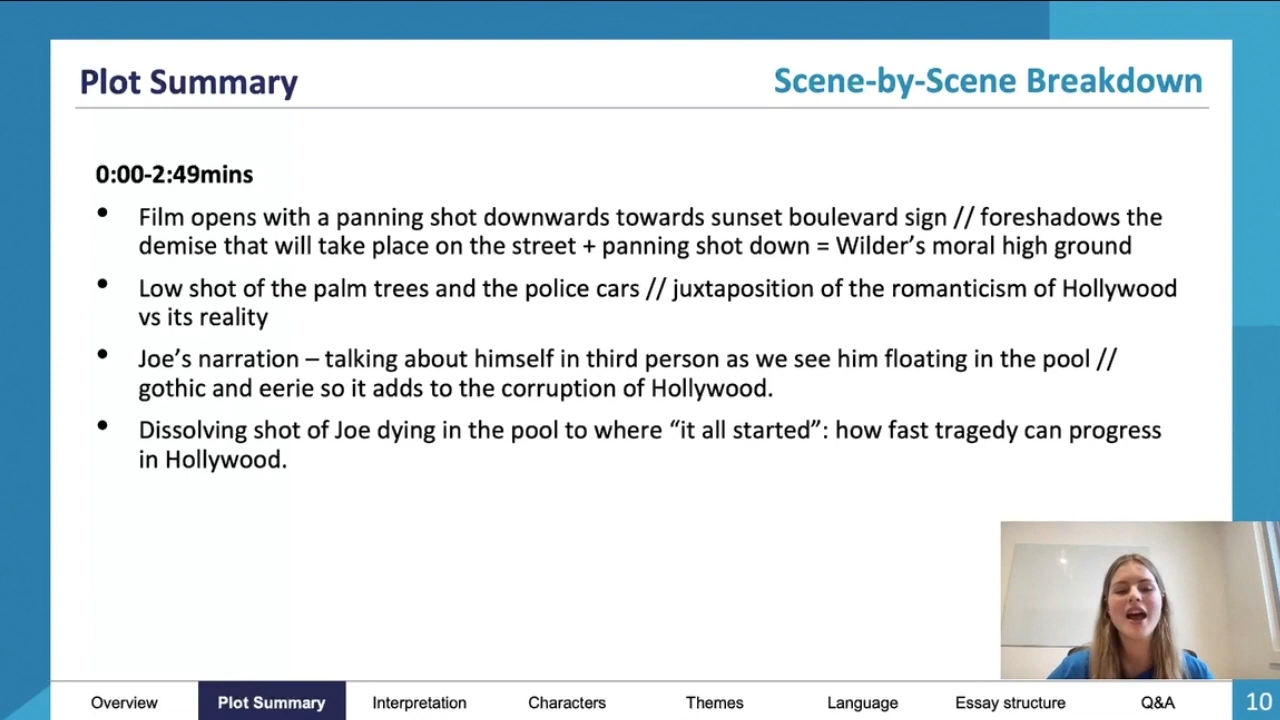 Plot Summary
Scene-by-Scene Breakdown
0:00-2:49mins
• Film opens with a panning shot downwards towards sunset boulevard sign // foreshadows the
demise that will take place on the street + panning shot down = Wilder’s moral high ground
• Low shot of the palm trees and the police cars // juxtaposition of the romanticism of Hollywood
vs its reality
• Joe’s narration – talking about himself in third person as we see him floating in the pool //
gothic and eerie so it adds to the corruption of Hollywood.
• Dissolving shot of Joe dying in the pool to where “it all started”: how fast tragedy can progress
in Hollywood.
Overview Plot Summary Interpretation Characters Themes Language Essay structure Q&A 10